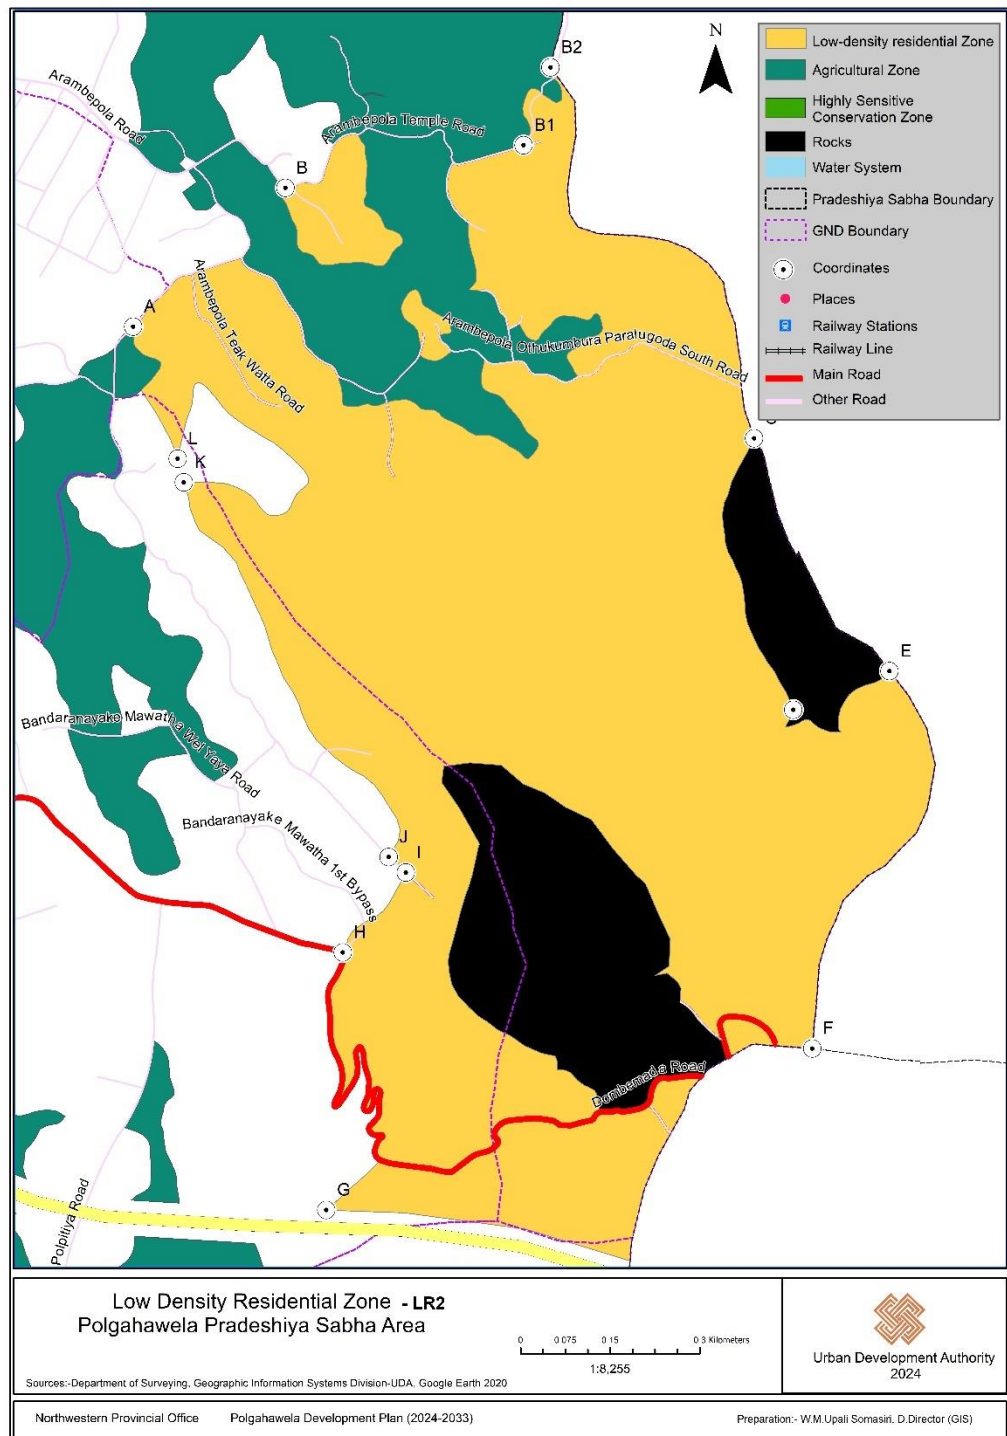 N
B2
B1
B
A
L
K
E
J
I
H
F
G
Arambepola Road
Arambepola Temple Road
Arambepola Teak Watta Road
Arambepola Othukumbura Paralugoda South Road
Bandaranayake Mawatha Wel Yaya Road
Bandaranayake Mawatha 1st Bypass
Dombemada Road
Polpitiya Road
Low-density residential Zone
Agricultural Zone
Highly Sensitive
Conservation Zone
Rocks
Water System
Pradeshiya Sabha Boundary
GND Boundary
Coordinates
Places
Railway Stations
Railway Line
Main Road
Other Road
Low Density Residential Zone - LR2
Polgahawela Pradeshiya Sabha Area
0 0.075 0.15 0.3 Kilometers
1:8,255
Sources:-Department of Surveying, Geographic Information Systems Division-UDA, Google Earth 2020
Urban Development Authority
2024
Northwestern Provincial Office Polgahawela Development Plan (2024-2033) Preparation:- W.M.Upali Somasiri. D.Director (GIS)